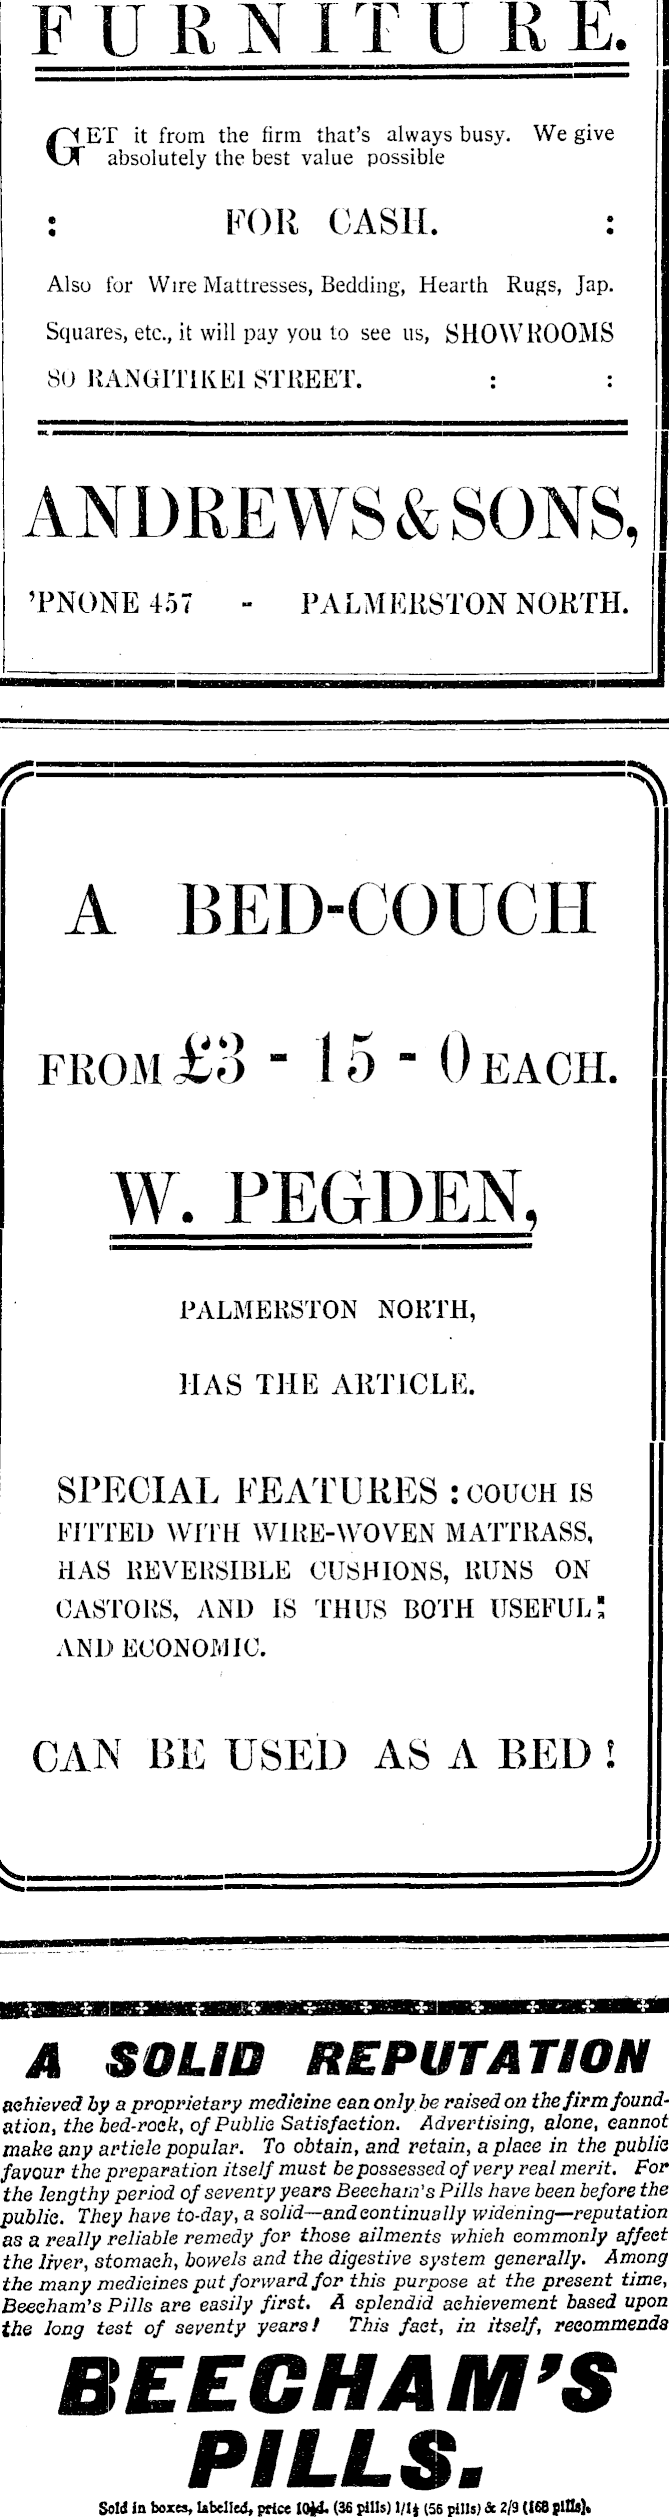 FURNITURE.
GET it from the firm that's always busy. We give
absolutely the best value possible
: FOR CASH. :
Also for Wire Mattresses, Bedding, Hearth Rugs, Jap.
Squares, etc., it will pay you to see us, SHOWROOMS
80 RANGITIKEI STREET. : :
ANDREWS & SONS,
'PNONE 457 - PALMERSTON NORTH.
A BED-COUCH
FROM £3 - 15 - 0 EACH.
W. PEGDEN,
PALMERSTON NORTH,
HAS THE ARTICLE.
SPECIAL FEATURES : COUCH IS
FITTED WITH WIRE-WOVEN MATTRASS,
HAS REVERSIBLE CUSHIONS, RUNS ON
CASTORS, AND IS THUS BOTH USEFUL
AND ECONOMIC.
CAN BE USED AS A BED !
A SOLID REPUTATION
achieved by a proprietary medicine can only be raised on the firm found-
ation, the bed-rock, of Public Satisfaction. Advertising, alone, cannot
make any article popular. To obtain, and retain, a place in the public
favour the preparation itself must be possessed of very real merit. For
the lengthy period of seventy years Beecham's Pills have been before the
public. They have to-day, a solid—and continually widening—reputation
as a really reliable remedy for those ailments which commonly affect
the liver, stomach, bowels and the digestive system generally. Among
the many medicines put forward for this purpose at the present time,
Beecham's Pills are easily first. A splendid achievement based upon
the long test of seventy years! This fact, in itself, recommends
BEECHAM'S
PILLS.
Sold in boxes, labelled, price 10½d. (36 pills) 1/1½ (56 pills) & 2/9 (168 pills).